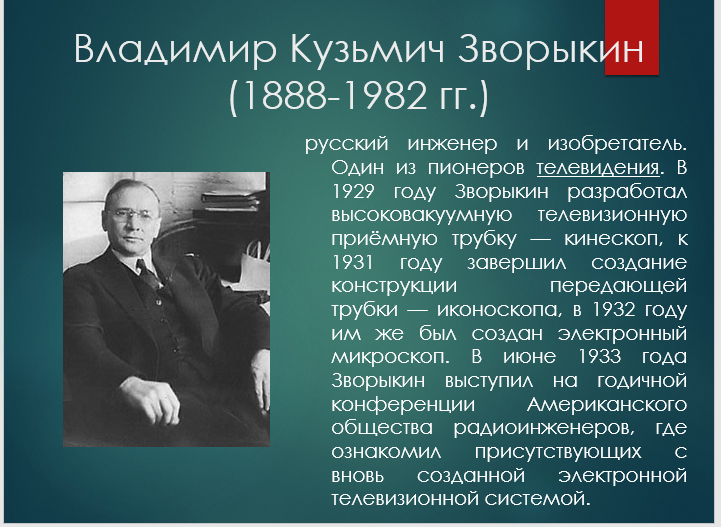 Владимир Кузьмич Зворыкин
(1888-1982 гг.)
русский инженер и изобретатель.
Один из пионеров телевидения. В
1929 году Зворыкин разработал
высоковакуумную телевизионную
приёмную трубку — кинескоп, к
1931 году завершил создание
конструкции передающей
трубки — иконоскопа, в 1932 году
им же был создан электронный
микроскоп. В июне 1933 года
Зворыкин выступил на годичной
конференции Американского
общества радиоинженеров, где
ознакомил присутствующих с
вновь созданной электронной
телевизионной системой.